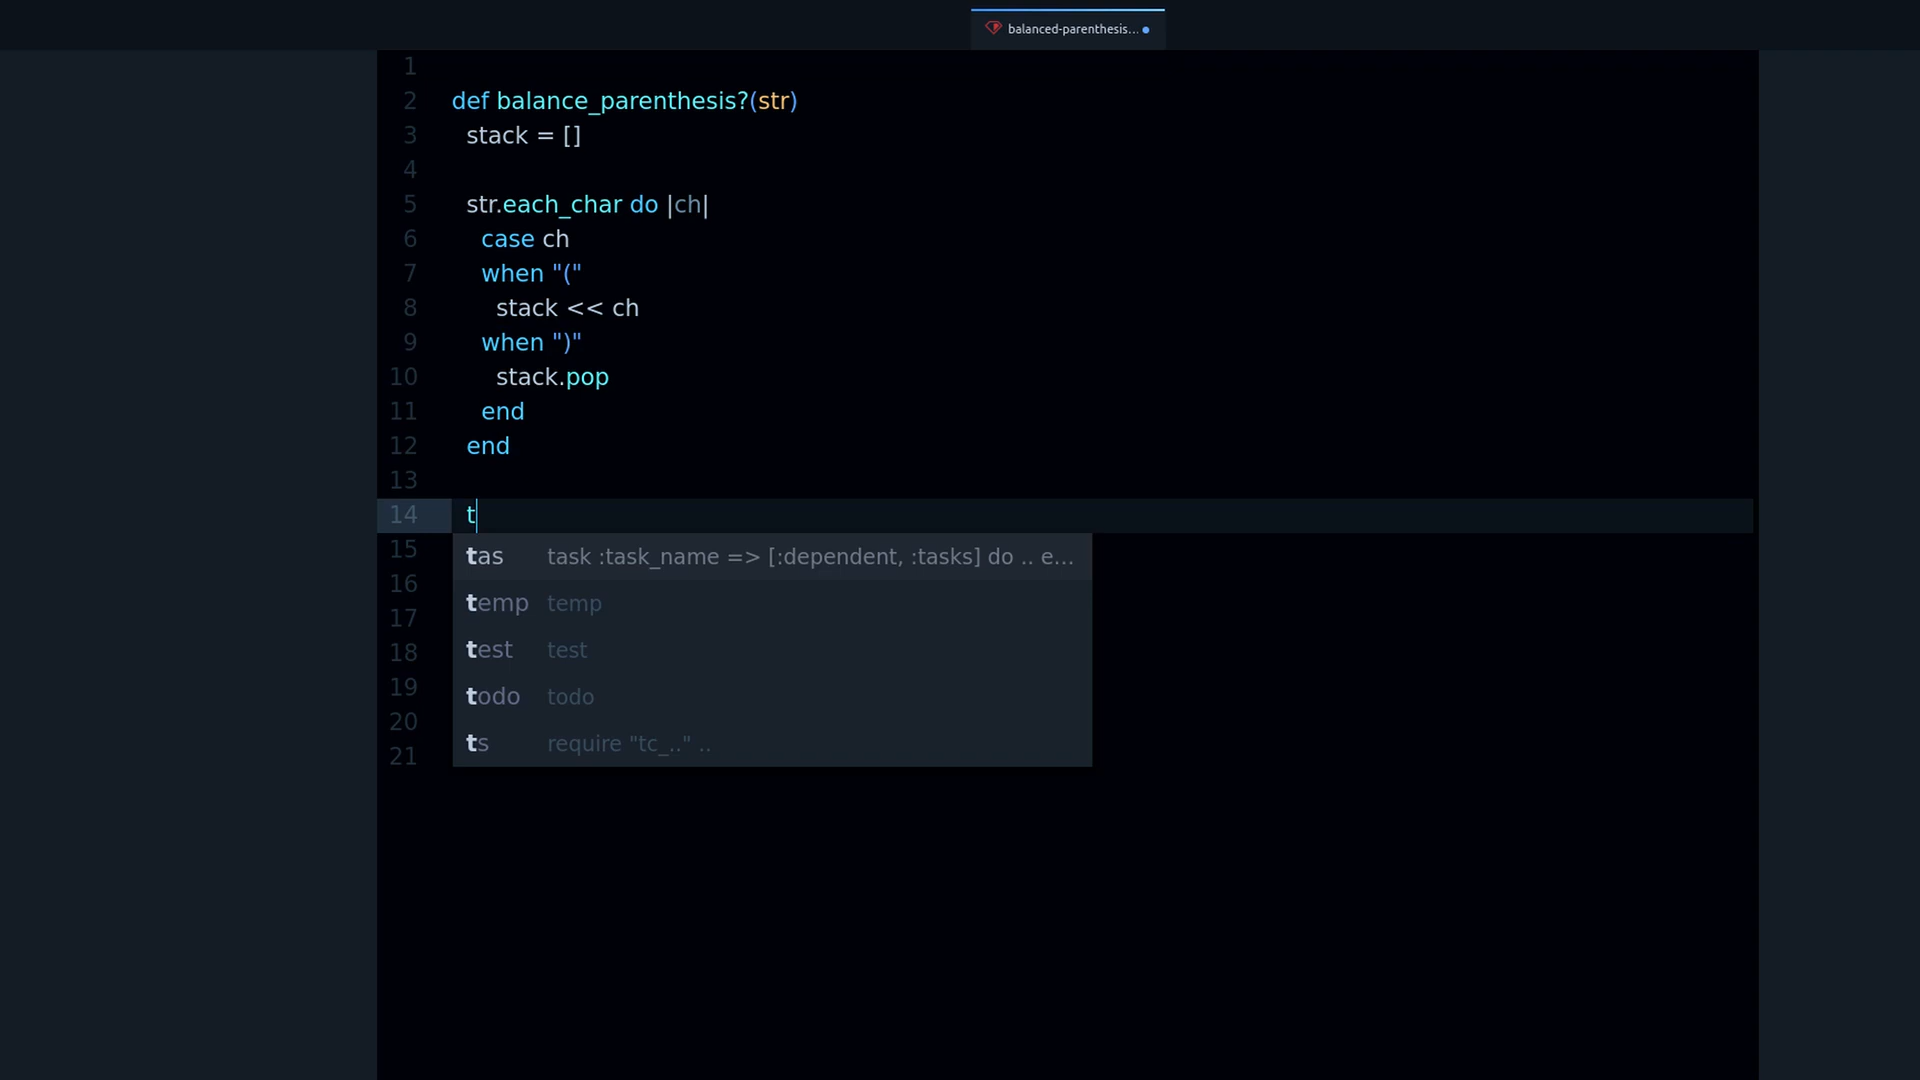 balanced-parenthesis...
1
2 def balance_parenthesis?(str)
3 stack = []
4
5 str.each_char do |ch|
6 case ch
7 when "("
8 stack << ch
9 when ")"
10 stack.pop
11 end
12 end
13
14 t
15 tas task :task_name => [:dependent, :tasks] do .. e...
16 temp temp
17
18 test test
19 todo todo
20
21 ts require "tc_.." ..